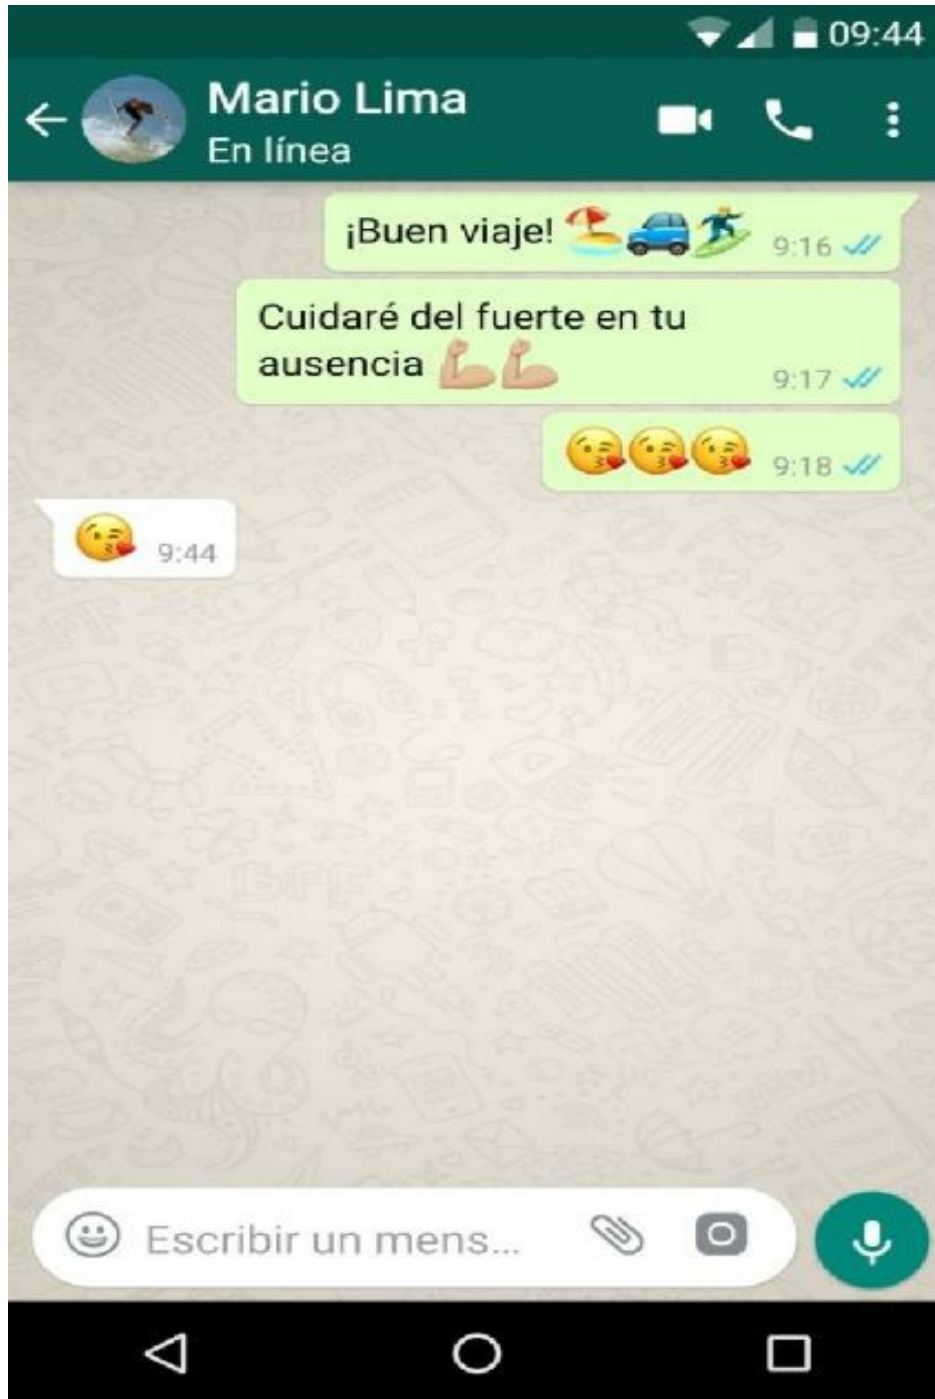 09:44
Mario Lima
En línea
¡Buen viaje! 🏖️🚙🏄 9:16
Cuidaré del fuerte en tu
ausencia 💪🏼💪🏼 9:17
😘😘😘 9:18
😘 9:44
Escribir un mens...